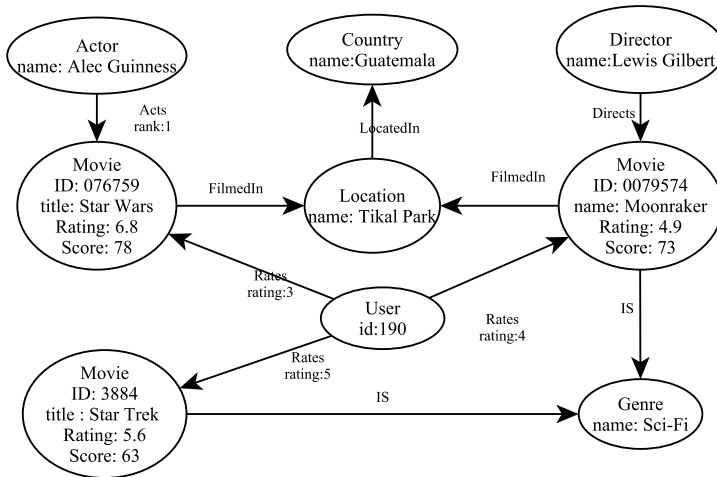 Actor
name: Alec Guinness
Country
name:Guatemala
Director
name:Lewis Gilbert
Acts
rank:1
LocatedIn
Directs
Movie
ID: 076759
title: Star Wars
Rating: 6.8
Score: 78
FilmedIn
Location
name: Tikal Park
FilmedIn
Movie
ID: 0079574
name: Moonraker
Rating: 4.9
Score: 73
Rates
rating:3
User
id:190
Rates
rating:4
IS
Rates
rating:5
Movie
ID: 3884
title : Star Trek
Rating: 5.6
Score: 63
IS
Genre
name: Sci-Fi